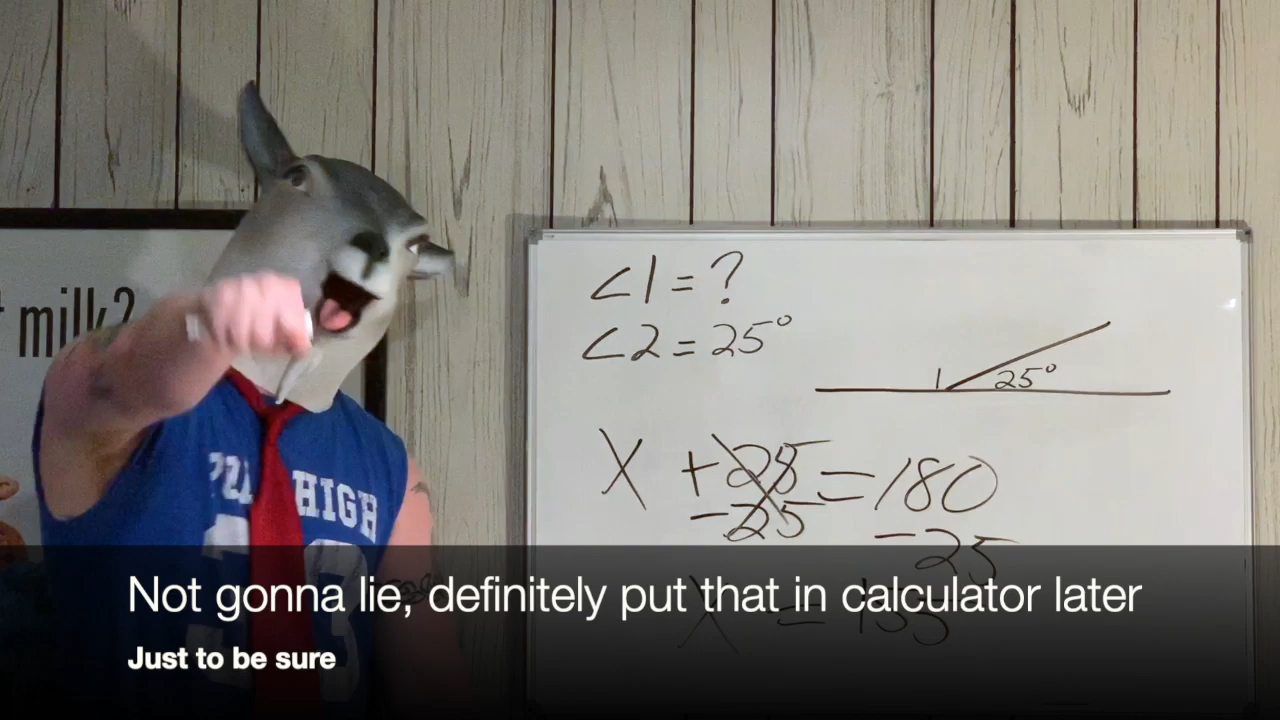 milk?
HIGH
∠1 = ?
∠2 = 25°
1 25°
X + 25 = 180
- 25 - 25
X = 155
Not gonna lie, definitely put that in calculator later
Just to be sure